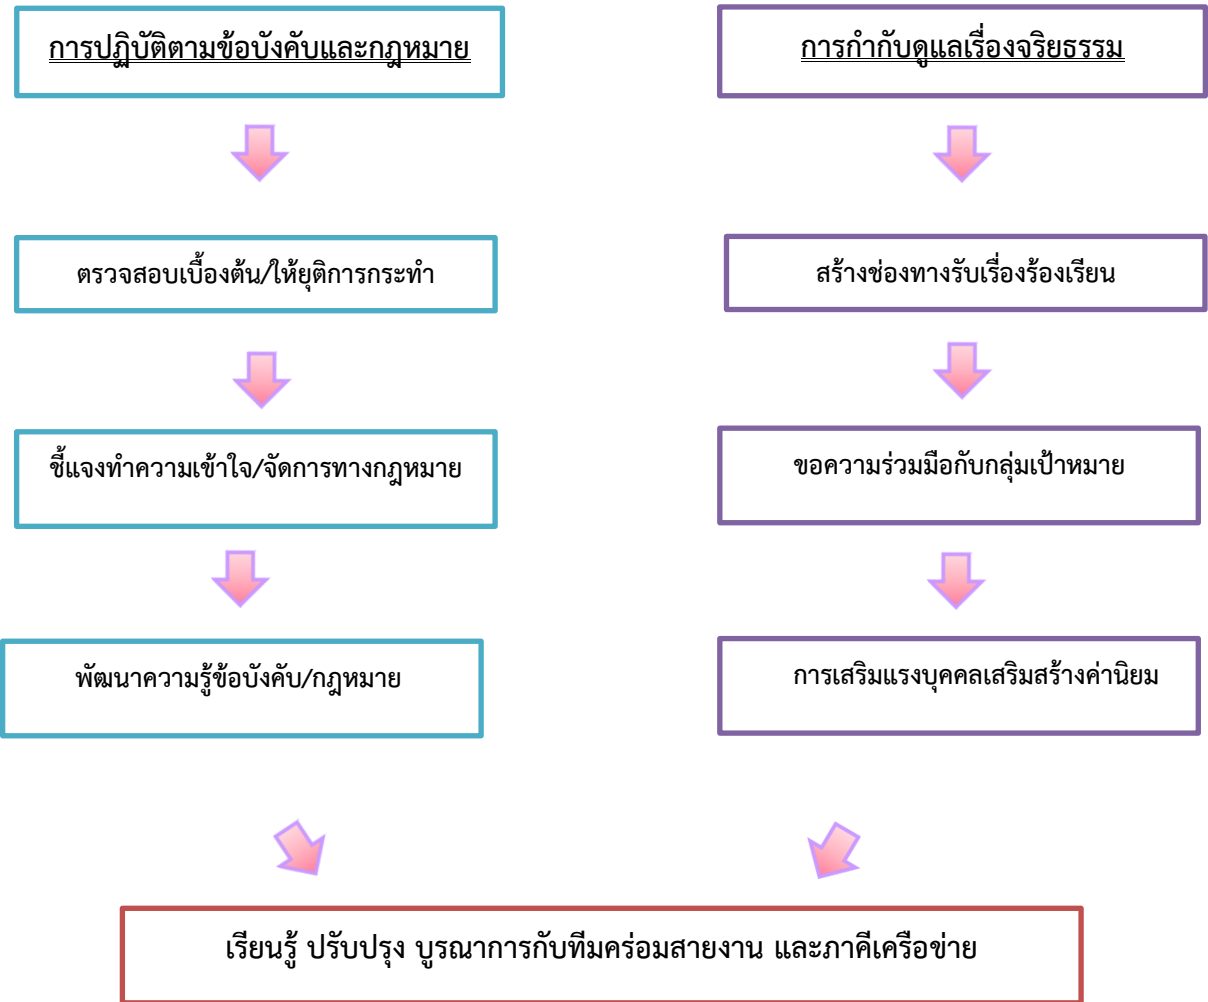 การปฏิบัติตามข้อบังคับและกฎหมาย
ตรวจสอบเบื้องต้น/ให้ยุติการกระทำ
ชี้แจงทำความเข้าใจ/จัดการทางกฎหมาย
พัฒนาความรู้ข้อบังคับ/กฎหมาย
การกำกับดูแลเรื่องจริยธรรม
สร้างช่องทางรับเรื่องร้องเรียน
ขอความร่วมมือกับกลุ่มเป้าหมาย
การเสริมแรงบุคคลเสริมสร้างค่านิยม
เรียนรู้ ปรับปรุง บูรณาการกับทีมคร่อมสายงาน และภาคีเครือข่าย